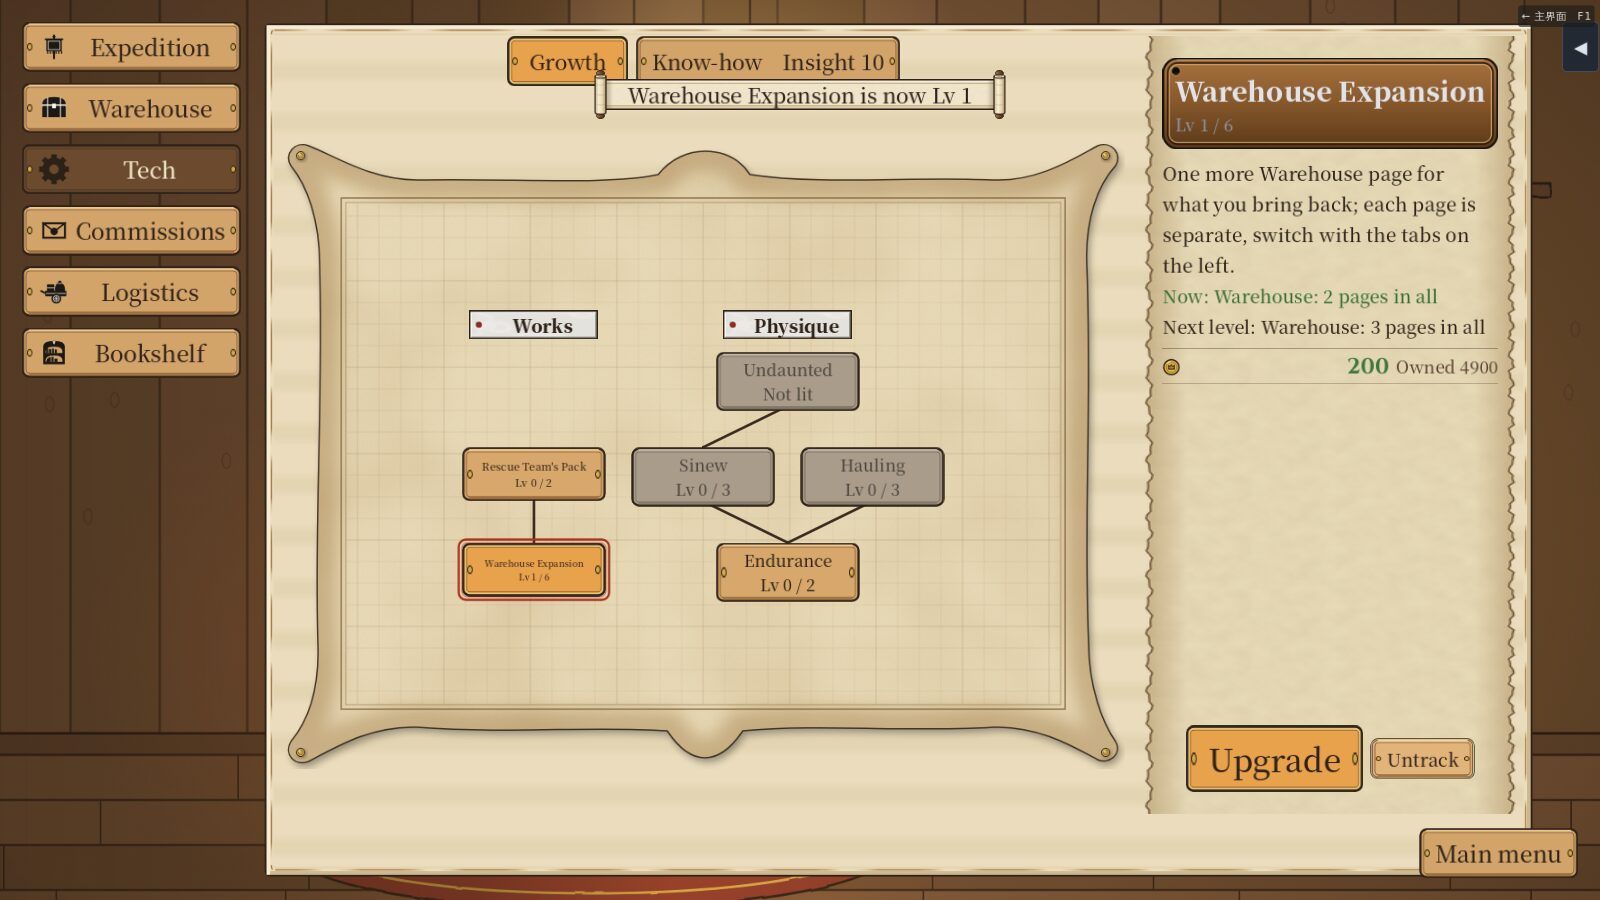 ← 主界面 F1
◀
Expedition
Warehouse
Tech
Commissions
Logistics
Bookshelf
Growth
Know-how Insight 10
Warehouse Expansion is now Lv 1
Works
Physique
Undaunted
Not lit
Rescue Team's Pack
Lv 0 / 2
Sinew
Lv 0 / 3
Hauling
Lv 0 / 3
Warehouse Expansion
Lv 1 / 6
Endurance
Lv 0 / 2
Warehouse Expansion
Lv 1 / 6
One more Warehouse page for
what you bring back; each page is
separate, switch with the tabs on
the left.
Now: Warehouse: 2 pages in all
Next level: Warehouse: 3 pages in all
200 Owned 4900
Upgrade
Untrack
Main menu